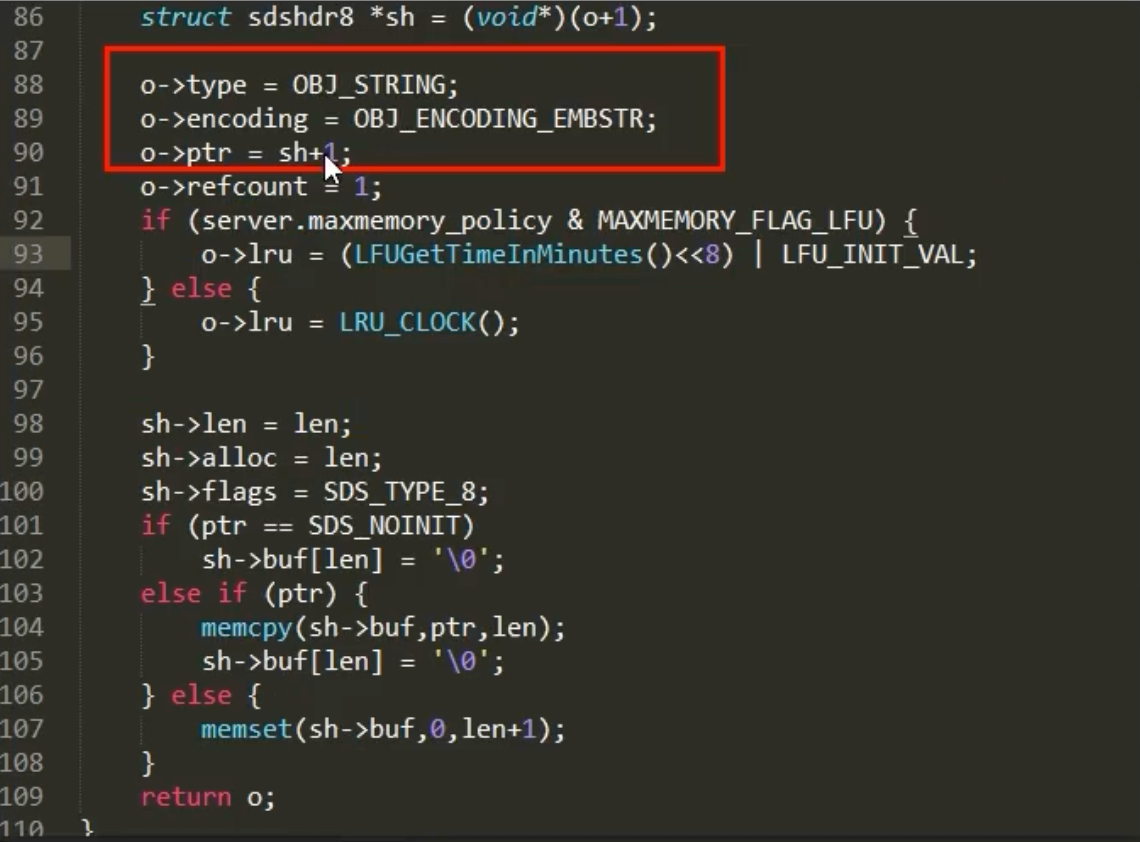 86 struct sdshdr8 *sh = (void*)(o+1);
87
88 o->type = OBJ_STRING;
89 o->encoding = OBJ_ENCODING_EMBSTR;
90 o->ptr = sh+1;
91 o->refcount = 1;
92 if (server.maxmemory_policy & MAXMEMORY_FLAG_LFU) {
93 o->lru = (LFUGetTimeInMinutes()<<8) | LFU_INIT_VAL;
94 } else {
95 o->lru = LRU_CLOCK();
96 }
97
98 sh->len = len;
99 sh->alloc = len;
100 sh->flags = SDS_TYPE_8;
101 if (ptr == SDS_NOINIT)
102 sh->buf[len] = '\0';
103 else if (ptr) {
104 memcpy(sh->buf,ptr,len);
105 sh->buf[len] = '\0';
106 } else {
107 memset(sh->buf,0,len+1);
108 }
109 return o;
110 }